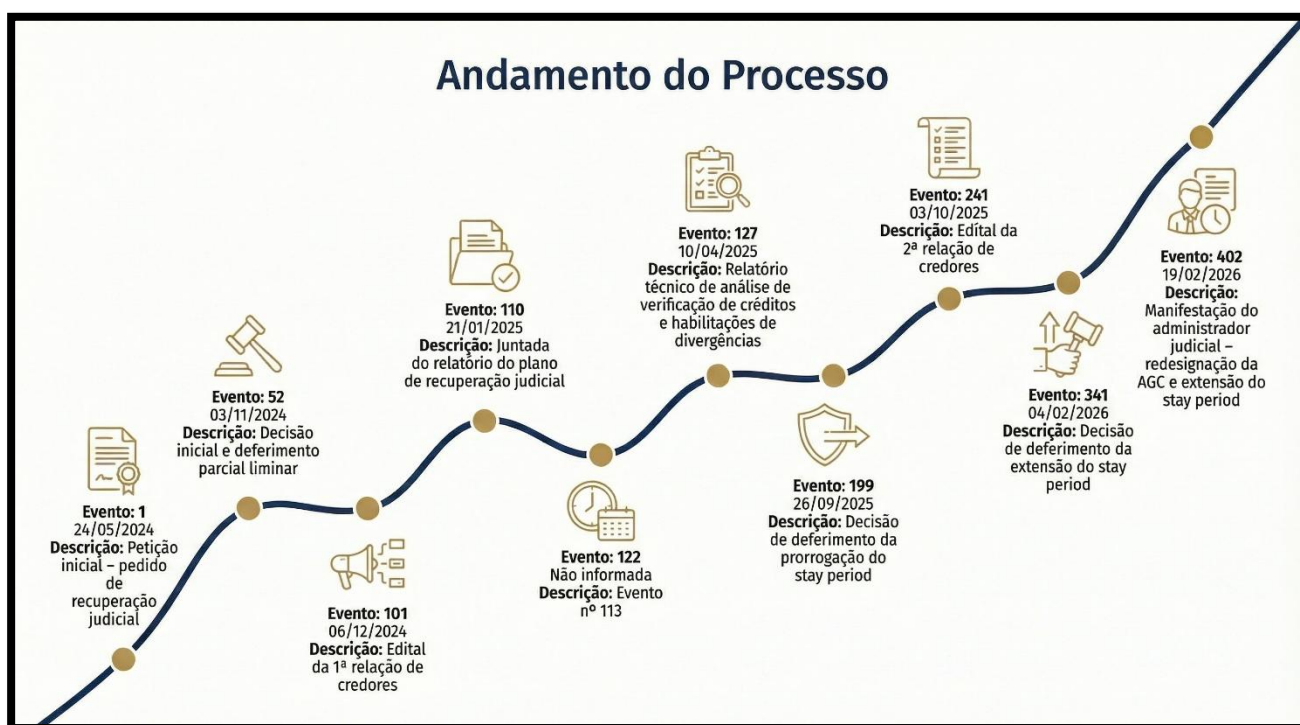 Andamento do Processo
Evento: 1
24/05/2024
Descrição: Petição
inicial – pedido
de
recuperação
judicial
Evento: 52
03/11/2024
Descrição: Decisão
inicial e deferimento
parcial liminar
Evento: 101
06/12/2024
Descrição: Edital
da 1ª relação de
credores
Evento: 110
21/01/2025
Descrição: Juntada
do relatório do plano
de recuperação judicial
Evento: 122
Não informada
Descrição: Evento
nº 113
Evento: 127
10/04/2025
Descrição: Relatório
técnico de análise de
verificação de créditos
e habilitações de
divergências
Evento: 199
26/09/2025
Descrição: Decisão
de deferimento da
prorrogação do
stay period
Evento: 241
03/10/2025
Descrição: Edítal da
2ª relação de
credores
Evento: 341
04/02/2026
Descrição: Decisão
de deferimento da
extensão do stay
period
Evento: 402
19/02/2026
Descrição:
Manifestação do
administrador
judicial –
redesignação da
AGC e extensão do
stay period